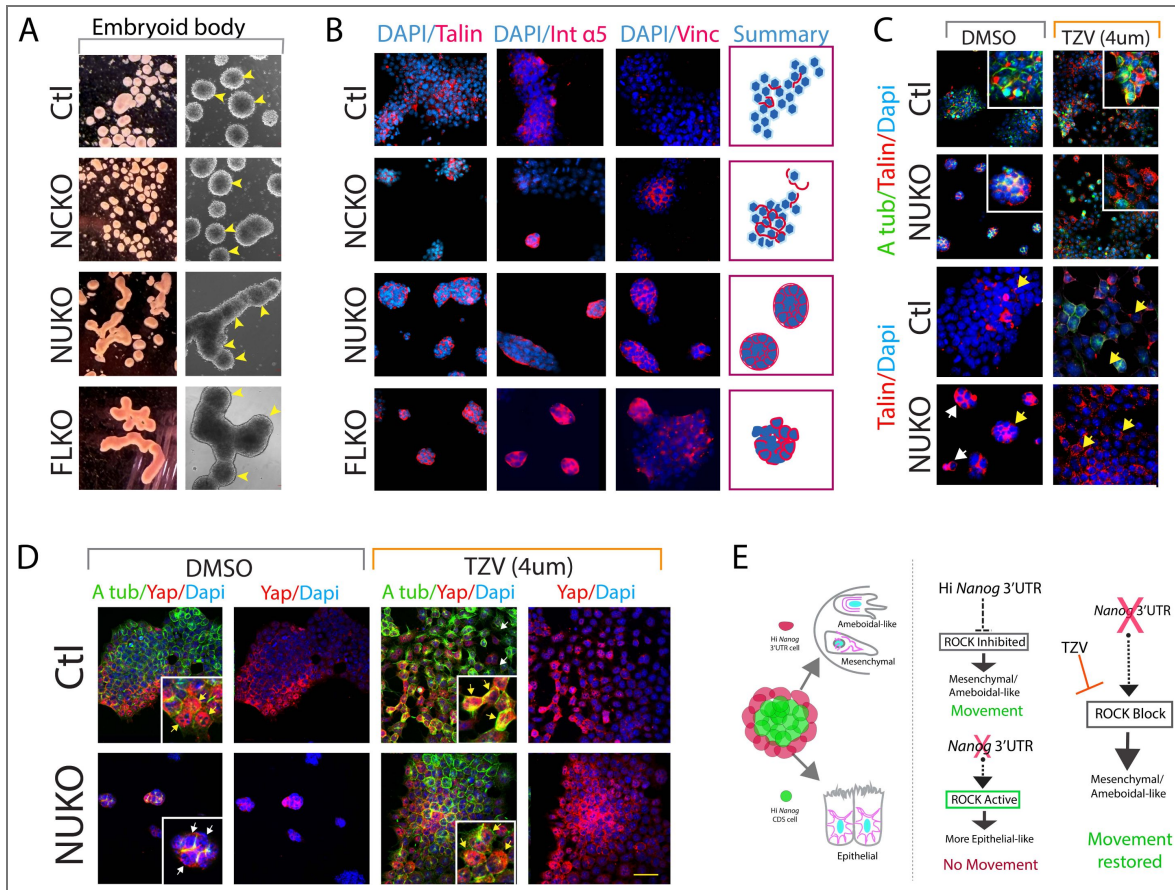 A
Embryoid body
Ctl
NCKO
NUKO
FLKO
B
DAPI/Talin
DAPI/Int α5
DAPI/Vinc
Summary
Ctl
NCKO
NUKO
FLKO
C
DMSO
TZV (4um)
A tub/Talin/Dapi
Ctl
NUKO
Talin/Dapi
Ctl
NUKO
D
DMSO
TZV (4um)
A tub/Yap/Dapi
Yap/Dapi
A tub/Yap/Dapi
Yap/Dapi
Ctl
NUKO
E
Hi Nanog
3'UTR cell
Ameboidal-like
Mesenchymal
Hi Nanog
CDS cell
Epithelial
Hi Nanog 3'UTR
ROCK Inhibited
Mesenchymal/
Ameboidal-like
Movement
Nanog 3'UTR
ROCK Active
More Epithelial-like
No Movement
Nanog 3'UTR
TZV
ROCK Block
Mesenchymal/
Ameboidal-like
Movement
restored